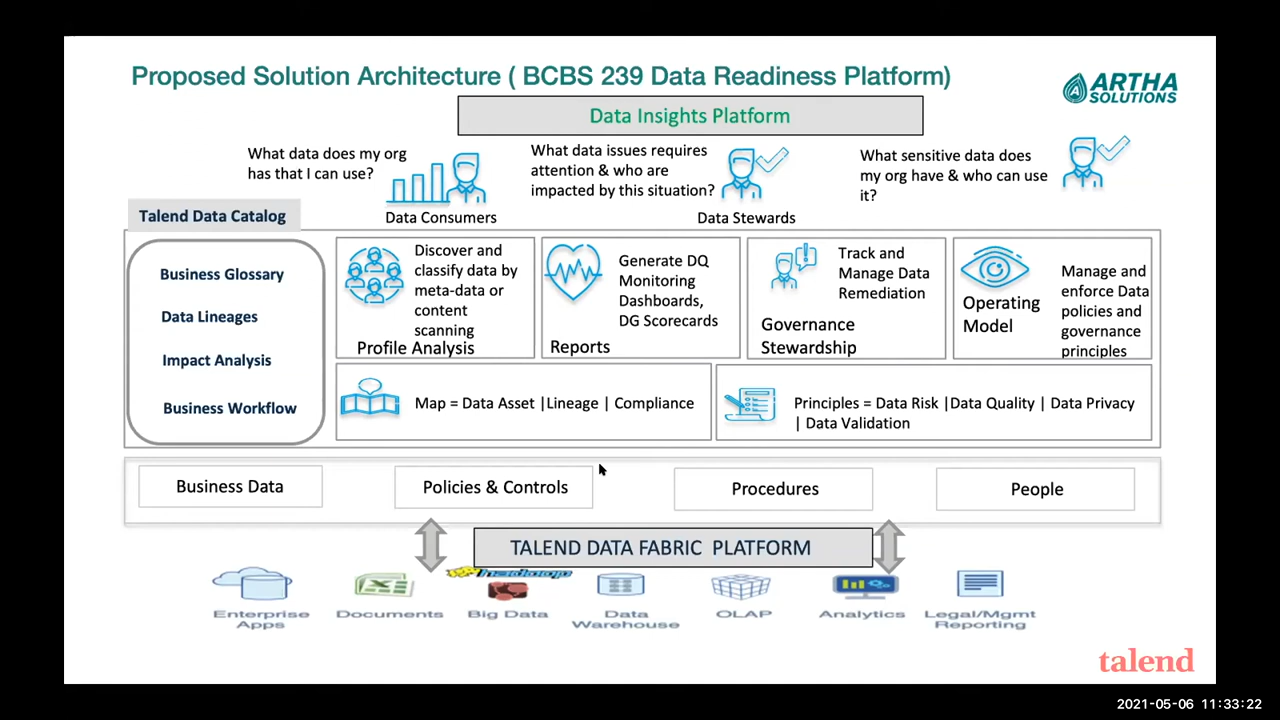 Proposed Solution Architecture ( BCBS 239 Data Readiness Platform)
ARTHA
SOLUTIONS
Data Insights Platform
What data does my org
has that I can use?
Data Consumers
What data issues requires
attention & who are
impacted by this situation?
Data Stewards
What sensitive data does
my org have & who can use
it?
Talend Data Catalog
Business Glossary
Data Lineages
Impact Analysis
Business Workflow
Discover and
classify data by
meta-data or
content
scanning
Profile Analysis
Generate DQ
Monitoring
Dashboards,
DG Scorecards
Reports
Track and
Manage Data
Remediation
Governance
Stewardship
Operating
Model
Manage and
enforce Data
policies and
governance
principles
Map = Data Asset |Lineage | Compliance
Principles = Data Risk |Data Quality | Data Privacy
| Data Validation
Business Data
Policies & Controls
Procedures
People
TALEND DATA FABRIC PLATFORM
hadoop
Enterprise
Apps
Documents
Big Data
Data
Warehouse
OLAP
Analytics
Legal/Mgmt
Reporting
talend
2021-05-06 11:33:22